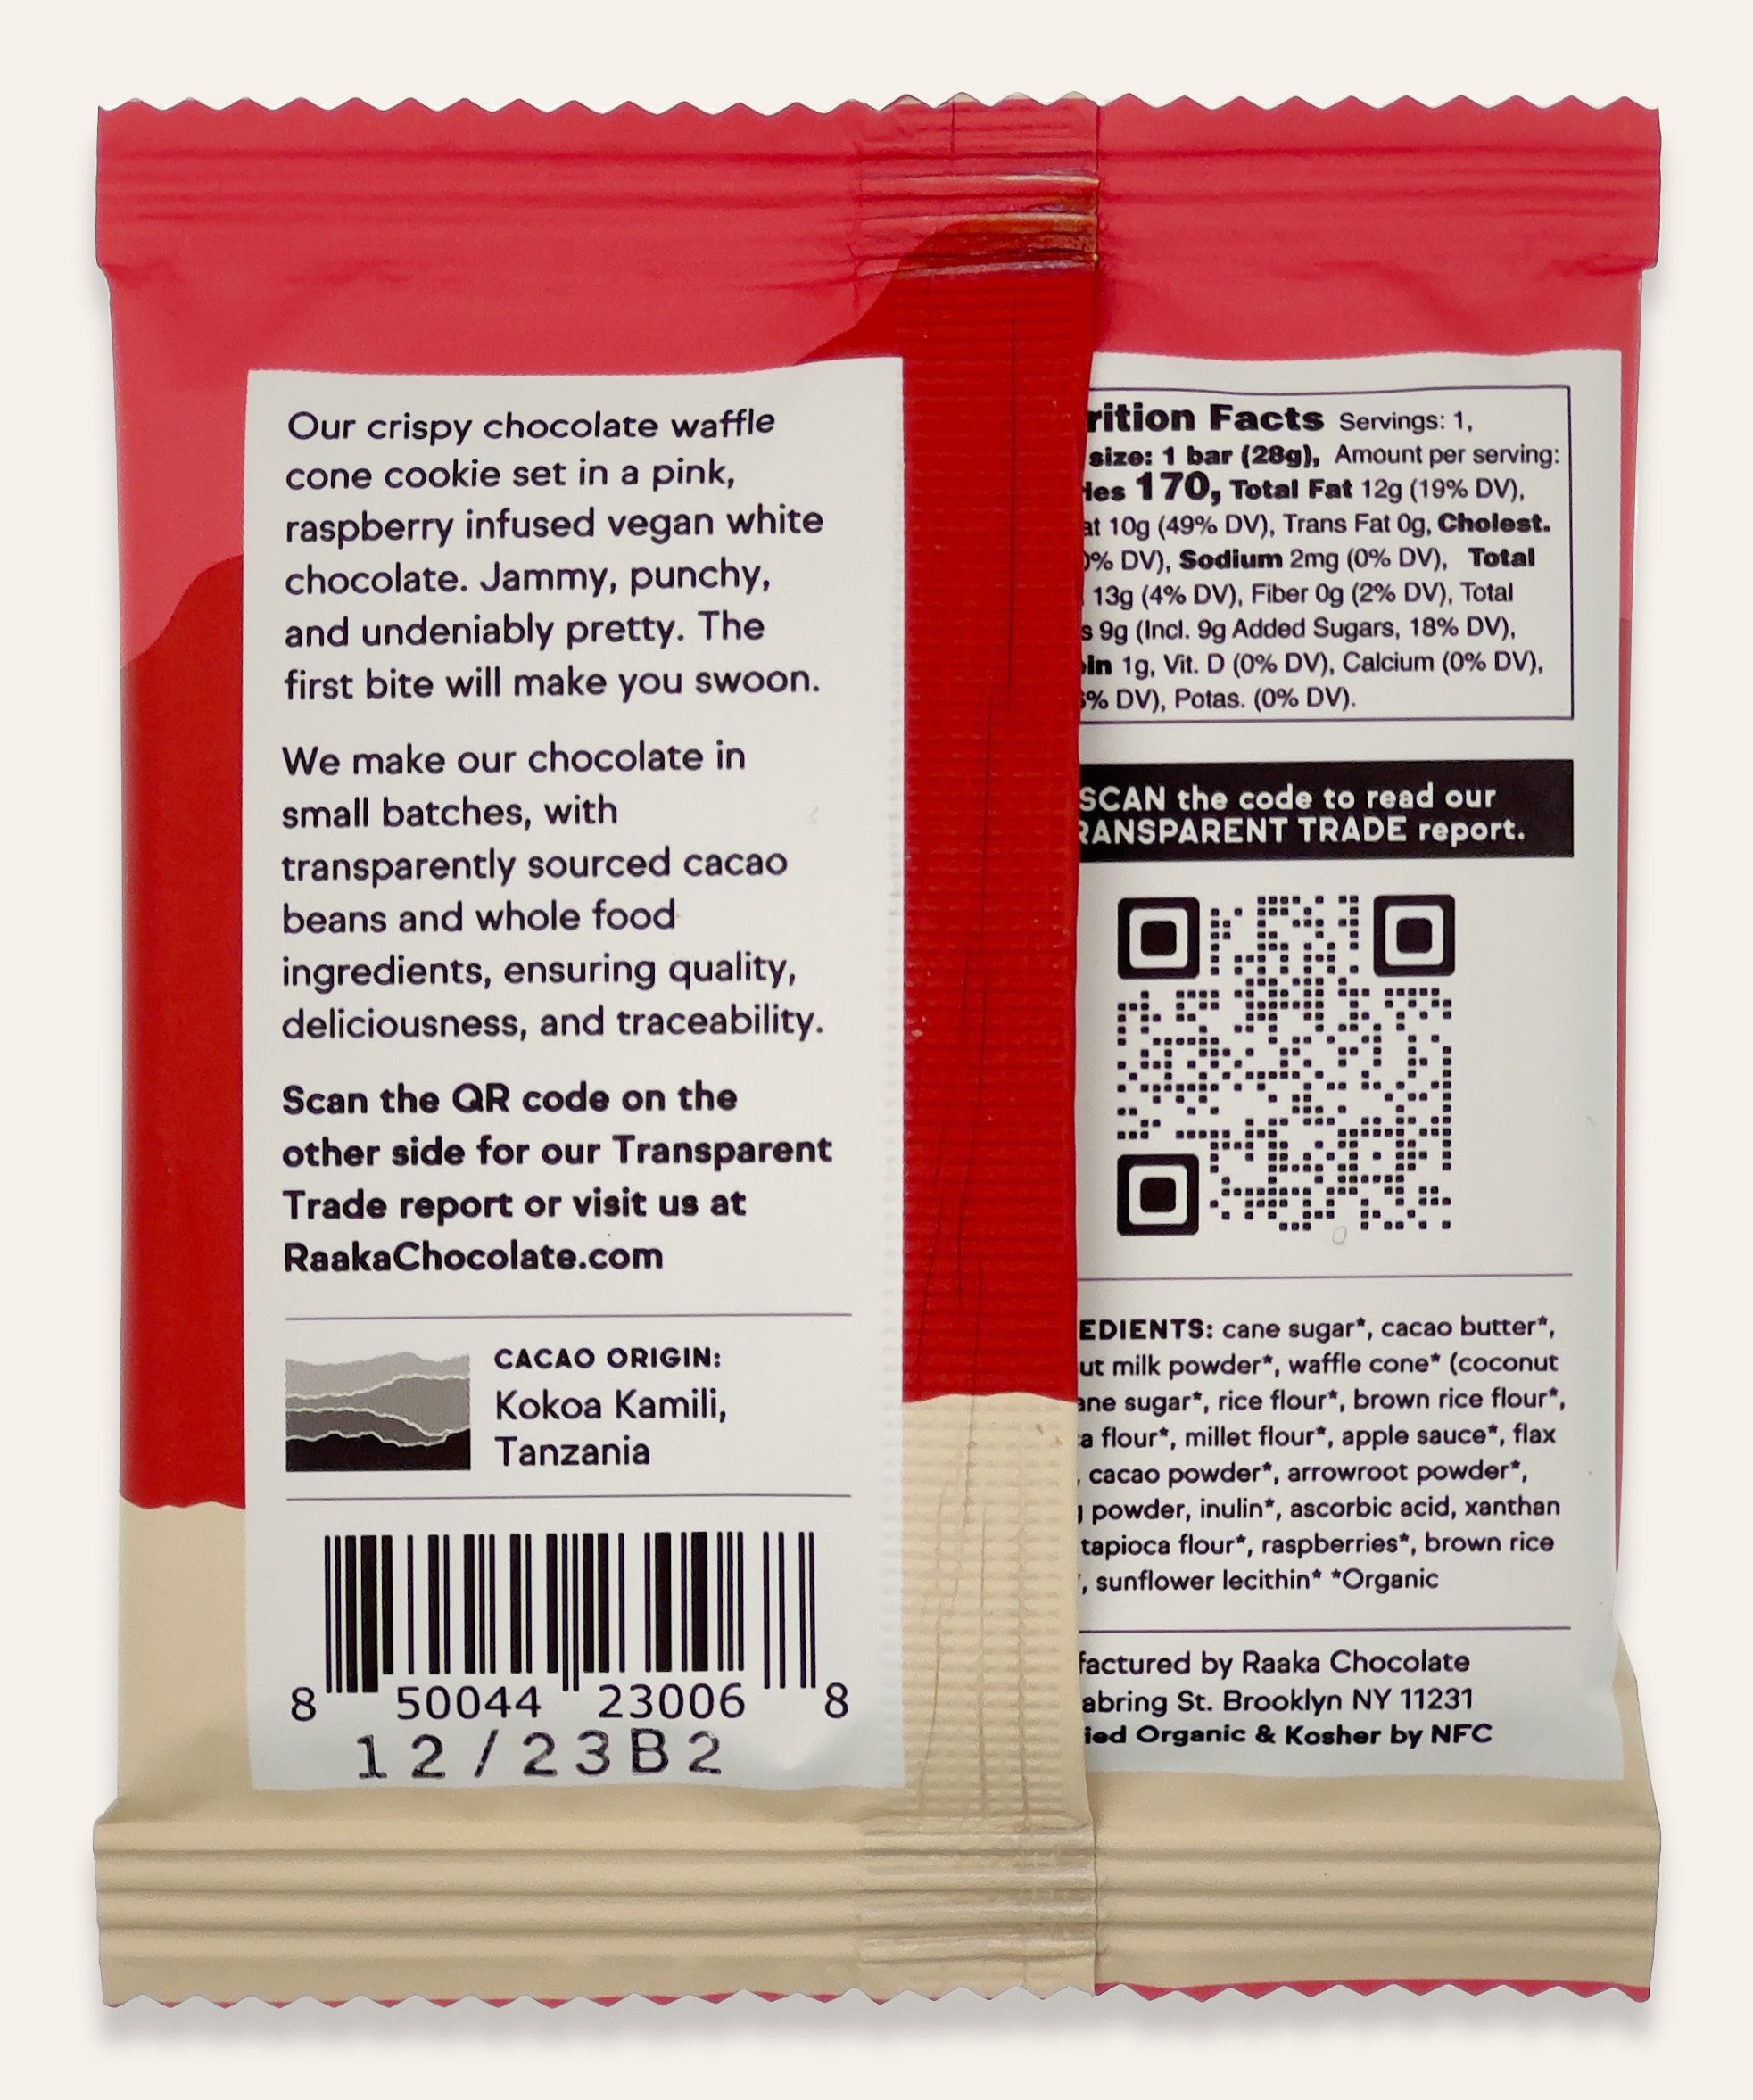 Our crispy chocolate waffle
cone cookie set in a pink,
raspberry infused vegan white
chocolate. Jammy, punchy,
and undeniably pretty. The
first bite will make you swoon.
We make our chocolate in
small batches, with
transparently sourced cacao
beans and whole food
ingredients, ensuring quality,
deliciousness, and traceability.
Scan the QR code on the
other side for our Transparent
Trade report or visit us at
RaakaChocolate.com
CACAO ORIGIN:
Kokoa Kamili,
Tanzania
8 50044 23006 8
12/23B2
rition Facts Servings: 1,
size: 1 bar (28g), Amount per serving:
ies 170, Total Fat 12g (19% DV),
at 10g (49% DV), Trans Fat 0g, Cholest.
% DV), Sodium 2mg (0% DV), Total
13g (4% DV), Fiber 0g (2% DV), Total
s 9g (Incl. 9g Added Sugars, 18% DV),
in 1g, Vit. D (0% DV), Calcium (0% DV),
% DV), Potas. (0% DV).
SCAN the code to read our
RANSPARENT TRADE report.
EDIENTS: cane sugar*, cacao butter*,
ut milk powder*, waffle cone* (coconut
ane sugar*, rice flour*, brown rice flour*,
a flour*, millet flour*, apple sauce*, flax
, cacao powder*, arrowroot powder*,
powder, inulin*, ascorbic acid, xanthan
tapioca flour*, raspberries*, brown rice
, sunflower lecithin* *Organic
factured by Raaka Chocolate
abring St. Brooklyn NY 11231
ied Organic & Kosher by NFC